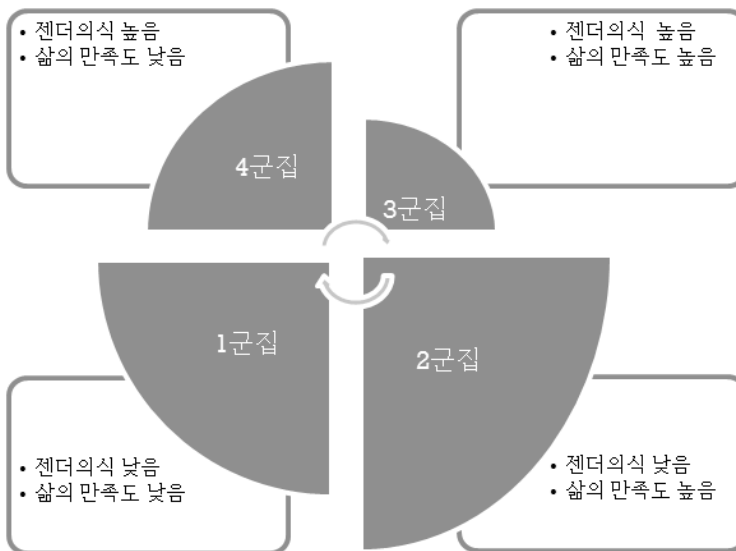 • 젠더의식 높음
• 삶의 만족도 낮음
• 젠더의식 높음
• 삶의 만족도 높음
4군집
3군집
1군집
2군집
• 젠더의식 낮음
• 삶의 만족도 낮음
• 젠더의식 낮음
• 삶의 만족도 높음